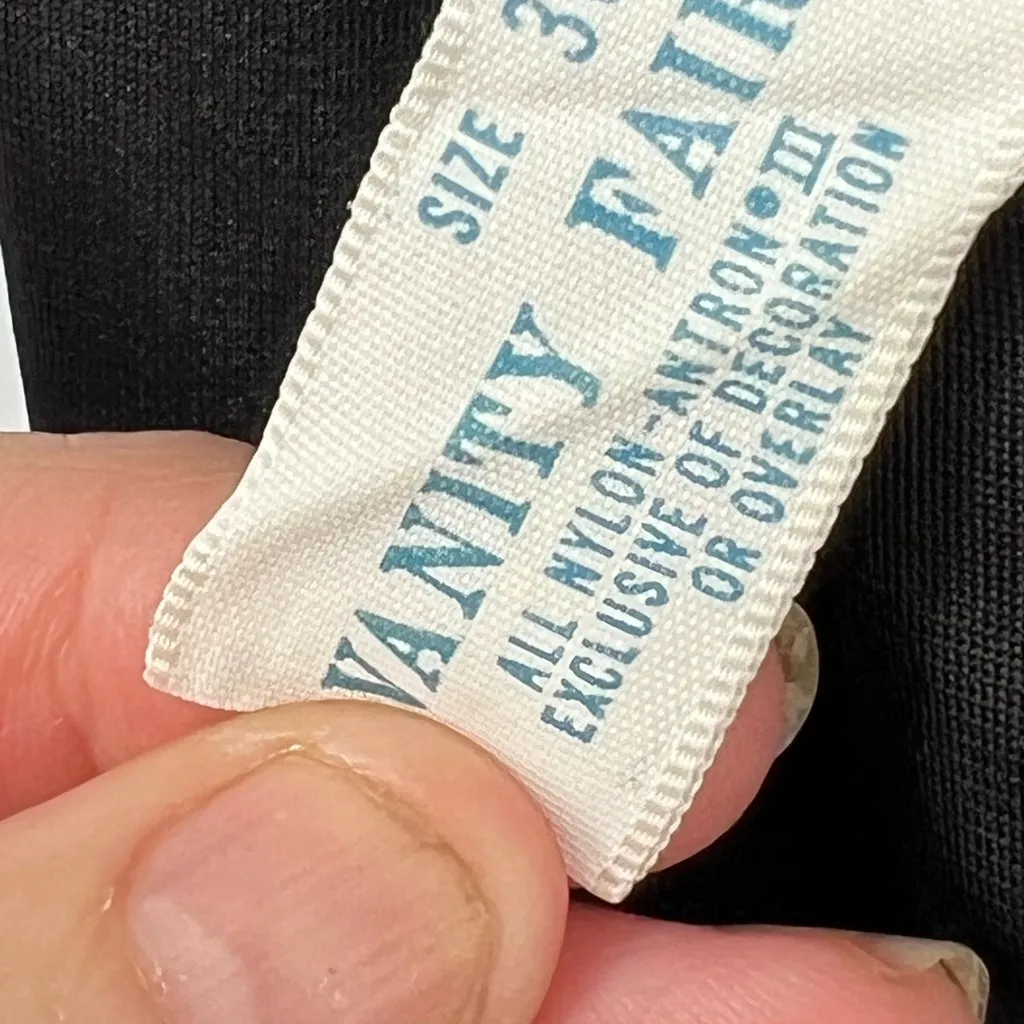 SIZE
VANITY FAIR
ALL NYLON-ANTRON® III
EXCLUSIVE OF DECORATION
OR OVERLAY